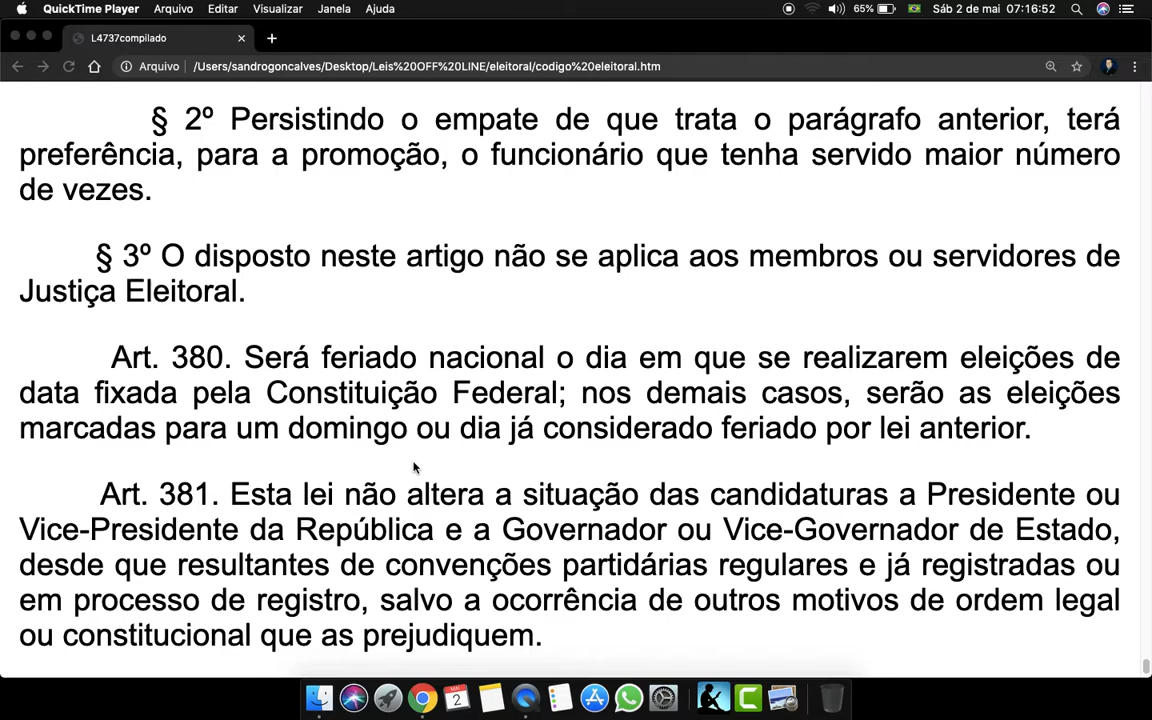 QuickTime Player Arquivo Editar Visualizar Janela Ajuda 65% Sáb 2 de mai 07:16:52
L4737compilado
Arquivo /Users/sandrogoncalves/Desktop/Leis%20OFF%20LINE/eleitoral/codigo%20eleitoral.htm
§ 2º Persistindo o empate de que trata o parágrafo anterior, terá
preferência, para a promoção, o funcionário que tenha servido maior número
de vezes.
§ 3º O disposto neste artigo não se aplica aos membros ou servidores de
Justiça Eleitoral.
Art. 380. Será feriado nacional o dia em que se realizarem eleições de
data fixada pela Constituição Federal; nos demais casos, serão as eleições
marcadas para um domingo ou dia já considerado feriado por lei anterior.
Art. 381. Esta lei não altera a situação das candidaturas a Presidente ou
Vice-Presidente da República e a Governador ou Vice-Governador de Estado,
desde que resultantes de convenções partidárias regulares e já registradas ou
em processo de registro, salvo a ocorrência de outros motivos de ordem legal
ou constitucional que as prejudiquem.
MAI
2